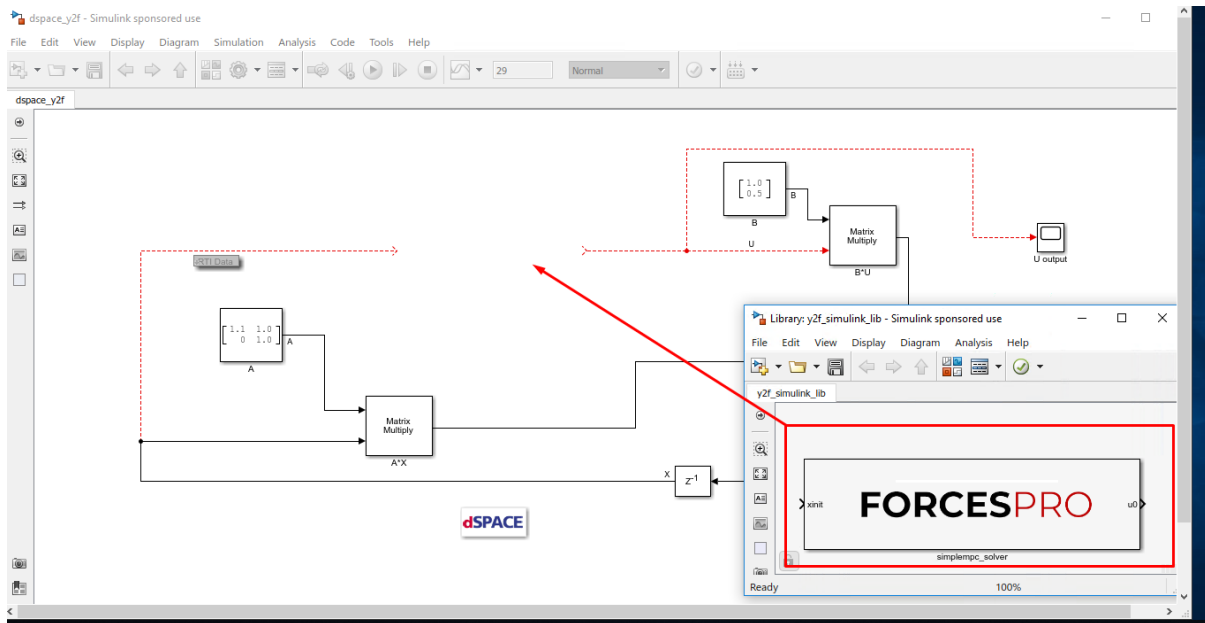 dspace_y2f - Simulink sponsored use
File Edit View Display Diagram Simulation Analysis Code Tools Help
29 Normal
dspace_y2f
1.0
0.5
B
B
Matrix
Multiply
B*U
U
U output
RTI Data
1.1 1.0
0 1.0
A
A
Matrix
Multiply
A*X
X
z-1
dSPACE
Library: y2f_simulink_lib - Simulink sponsored use
File Edit View Display Diagram Analysis Help
y2f_simulink_lib
xinit
FORCESPRO
u0
simplempc_solver
Ready 100%